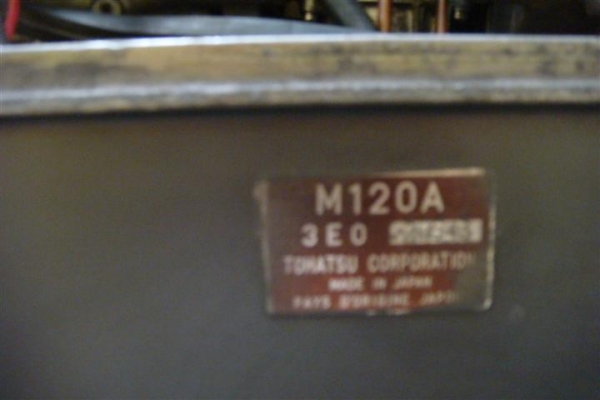 M120A
3E0
TOHATSU CORPORATION
MADE IN JAPAN
PAYS D'ORIGINE JAPON